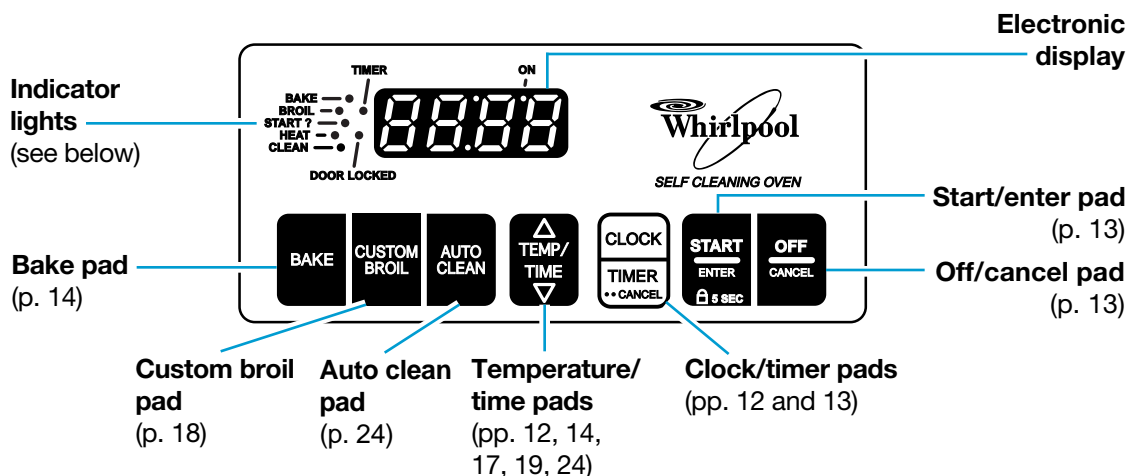 Electronic
display
Indicator
lights
(see below)
TIMER
ON
BAKE
BROIL
START ?
HEAT
CLEAN
DOOR LOCKED
88:88
Whirlpool
SELF CLEANING OVEN
Start/enter pad
(p. 13)
Off/cancel pad
(p. 13)
Bake pad
(p. 14)
BAKE
CUSTOM
BROIL
AUTO
CLEAN
TEMP/
TIME
CLOCK
TIMER
•• CANCEL
START
ENTER
5 SEC
OFF
CANCEL
Custom broil
pad
(p. 18)
Auto clean
pad
(p. 24)
Temperature/
time pads
(pp. 12, 14,
17, 19, 24)
Clock/timer pads
(pp. 12 and 13)